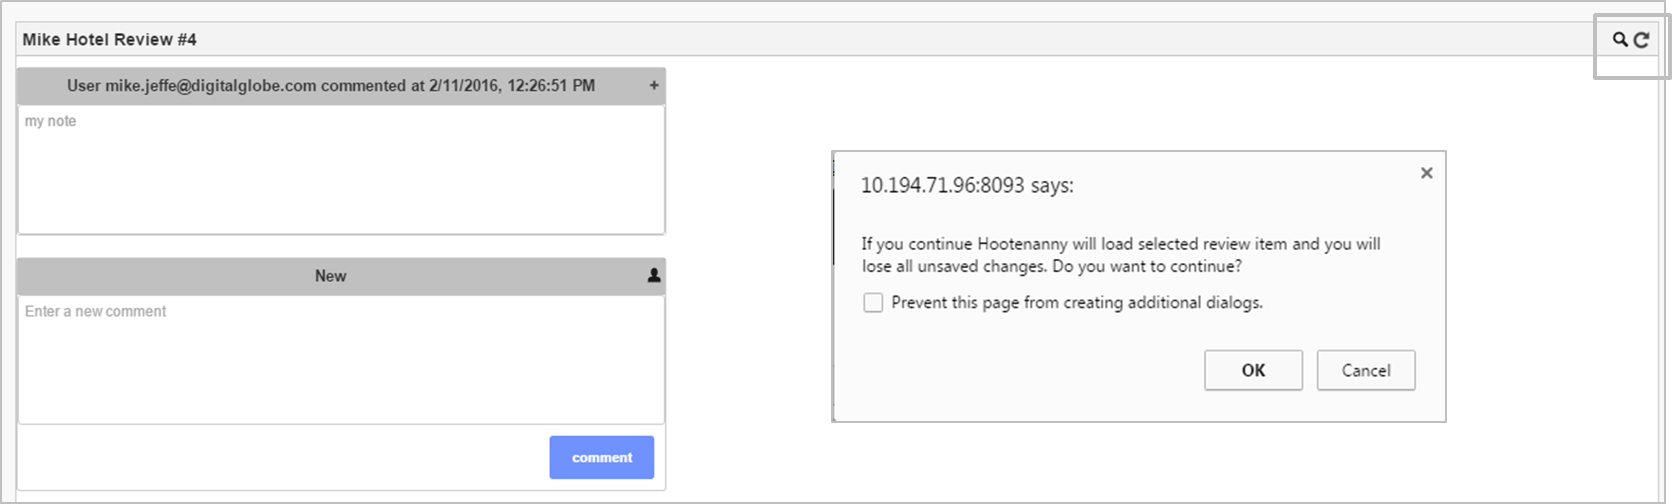 Mike Hotel Review #4
User mike.jeffe@digitalglobe.com commented at 2/11/2016, 12:26:51 PM +
my note
New
Enter a new comment
comment
10.194.71.96:8093 says:
If you continue Hootenanny will load selected review item and you will
lose all unsaved changes. Do you want to continue?
Prevent this page from creating additional dialogs.
OK
Cancel